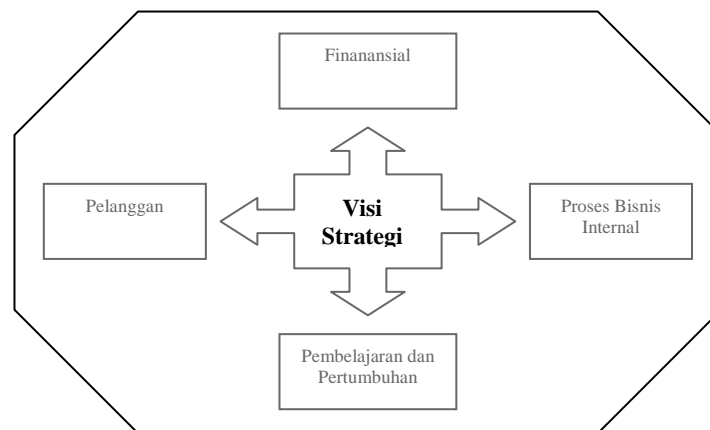 Finanansial
Pelanggan
Visi
Strategi
Proses Bisnis
Internal
Pembelajaran dan
Pertumbuhan